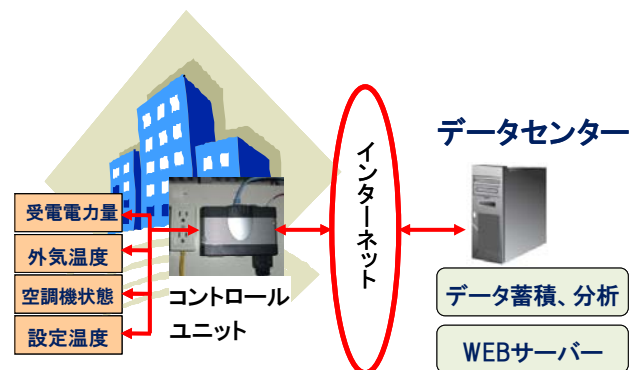 受電電力量
外気温度
空調機状態
設定温度
コントロール
ユニット
インターネット
データセンター
データ蓄積、分析
WEBサーバー